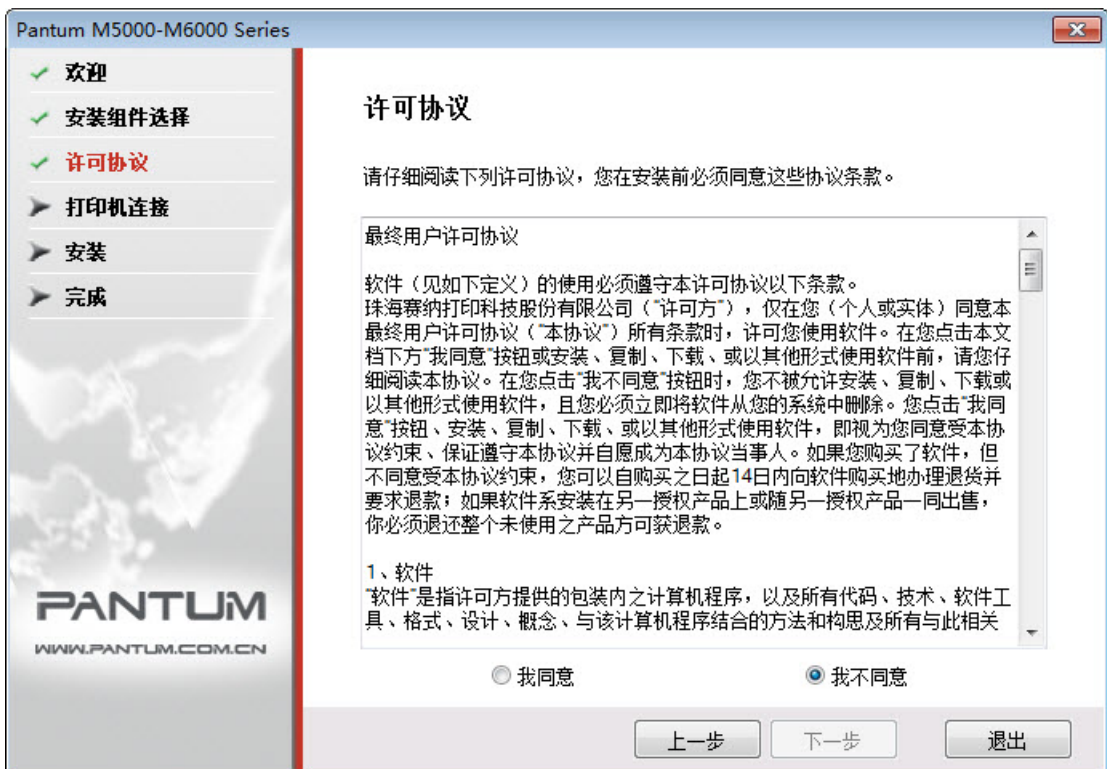 Pantum M5000-M6000 Series
欢迎
安装组件选择
许可协议
打印机连接
安装
完成
PANTUM
WWW.PANTUM.COM.CN
许可协议
请仔细阅读下列许可协议，您在安装前必须同意这些协议条款。
最终用户许可协议
软件（见如下定义）的使用必须遵守本许可协议以下条款。
珠海赛纳打印科技股份有限公司（"许可方"），仅在您（个人或实体）同意本
最终用户许可协议（"本协议"）所有条款时，许可您使用软件。在您点击本文
档下方"我同意"按钮或安装、复制、下载、或以其他形式使用软件前，请您仔
细阅读本协议。在您点击"我不同意"按钮时，您不被允许安装、复制、下载或
以其他形式使用软件，且您必须立即将软件从您的系统中删除。您点击"我同
意"按钮、安装、复制、下载、或以其他形式使用软件，即视为您同意受本协
议约束、保证遵守本协议并自愿成为本协议当事人。如果您购买了软件，但
不同意受本协议约束，您可以自购买之日起14日内向软件购买地办理退货并
要求退款；如果软件系安装在另一授权产品上或随另一授权产品一同出售，
你必须退还整个未使用之产品方可获退款。
1、软件
"软件"是指许可方提供的包装内之计算机程序，以及所有代码、技术、软件工
具、格式、设计、概念、与该计算机程序结合的方法和构思及所有与此相关
我同意
我不同意
上一步
下一步
退出